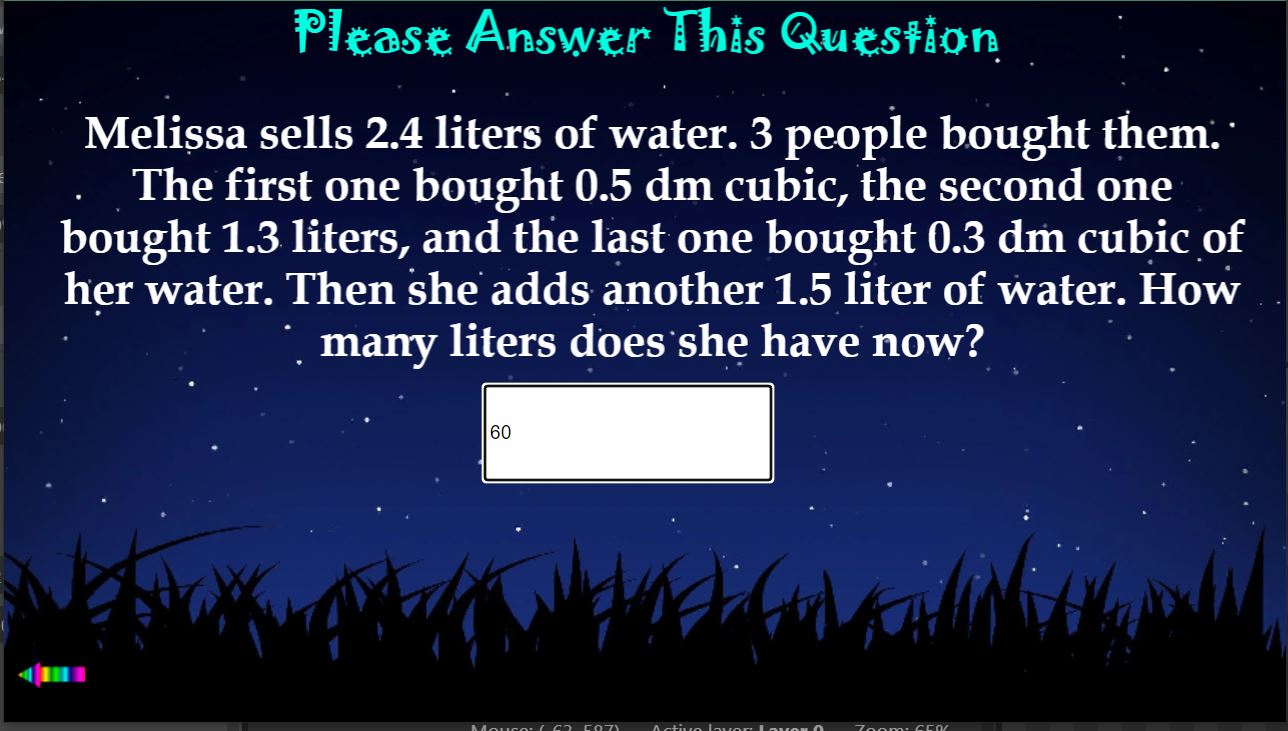 Please Answer This Question
Melissa sells 2.4 liters of water. 3 people bought them.
The first one bought 0.5 dm cubic, the second one
bought 1.3 liters, and the last one bought 0.3 dm cubic of
her water. Then she adds another 1.5 liter of water. How
many liters does she have now?
60
Mouse: (-62, 587) Active layer: Layer 0 Zoom: 65%